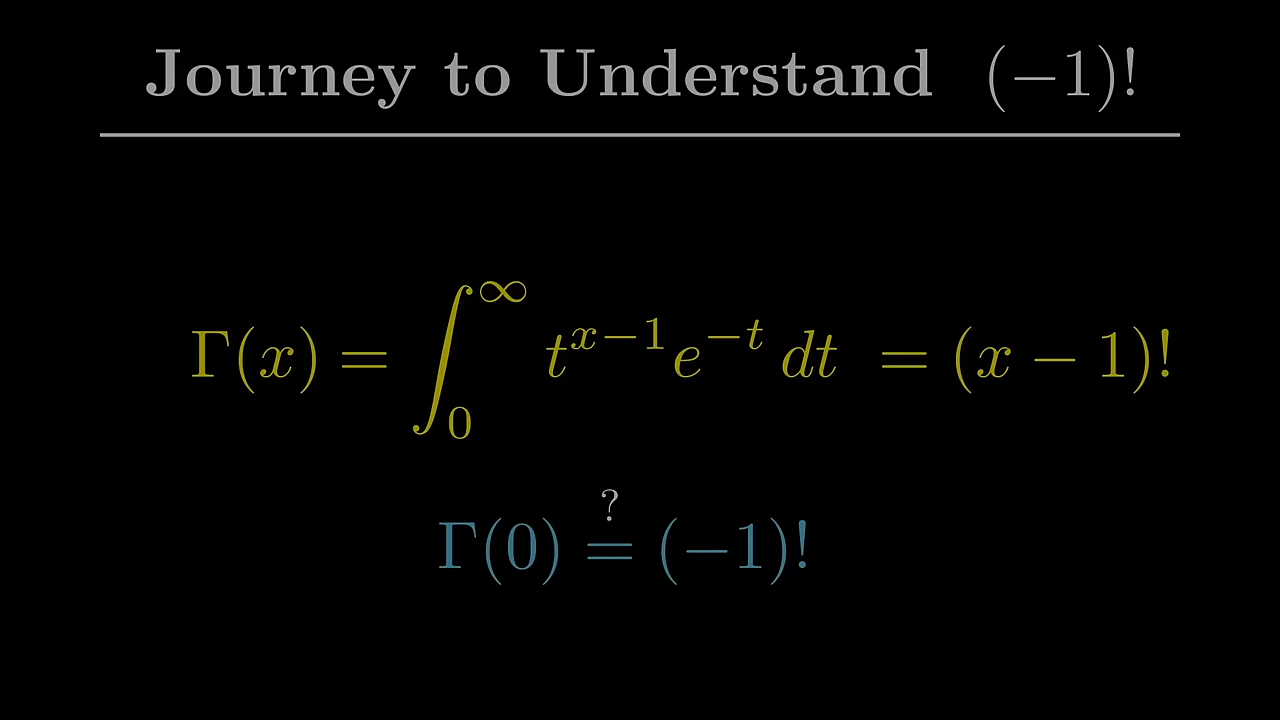 Journey to Understand (−1)!
Γ(x) = ∫₀^∞ t^{x−1} e^{−t} dt = (x − 1)!
Γ(0) ≟ (−1)!